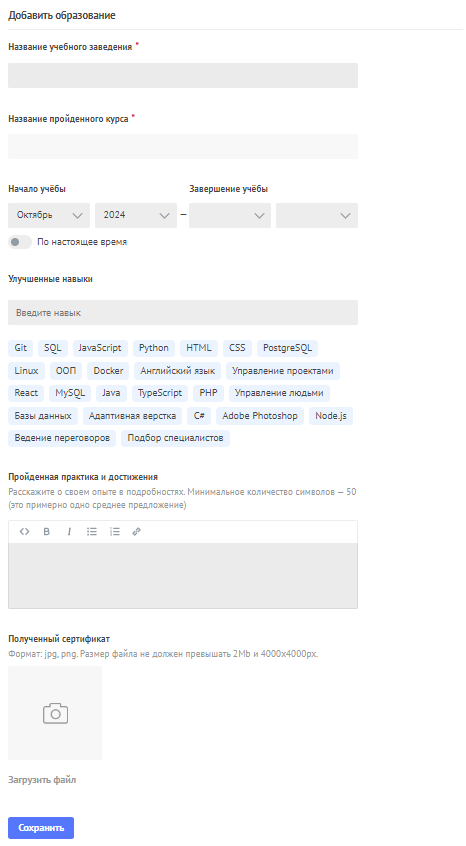 Добавить образование
Название учебного заведения *
Название пройденного курса *
Начало учёбы Завершение учёбы
Октябрь 2024 —
По настоящее время
Улучшенные навыки
Введите навык
Git SQL JavaScript Python HTML CSS PostgreSQL
Linux ООП Docker Английский язык Управление проектами
React MySQL Java TypeScript PHP Управление людьми
Базы данных Адаптивная верстка C# Adobe Photoshop Node.js
Ведение переговоров Подбор специалистов
Пройденная практика и достижения
Расскажите о своем опыте в подробностях. Минимальное количество символов — 50
(это примерно одно среднее предложение)
B I
Полученный сертификат
Формат: jpg, png. Размер файла не должен превышать 2Mb и 4000x4000px.
Загрузить файл
Сохранить